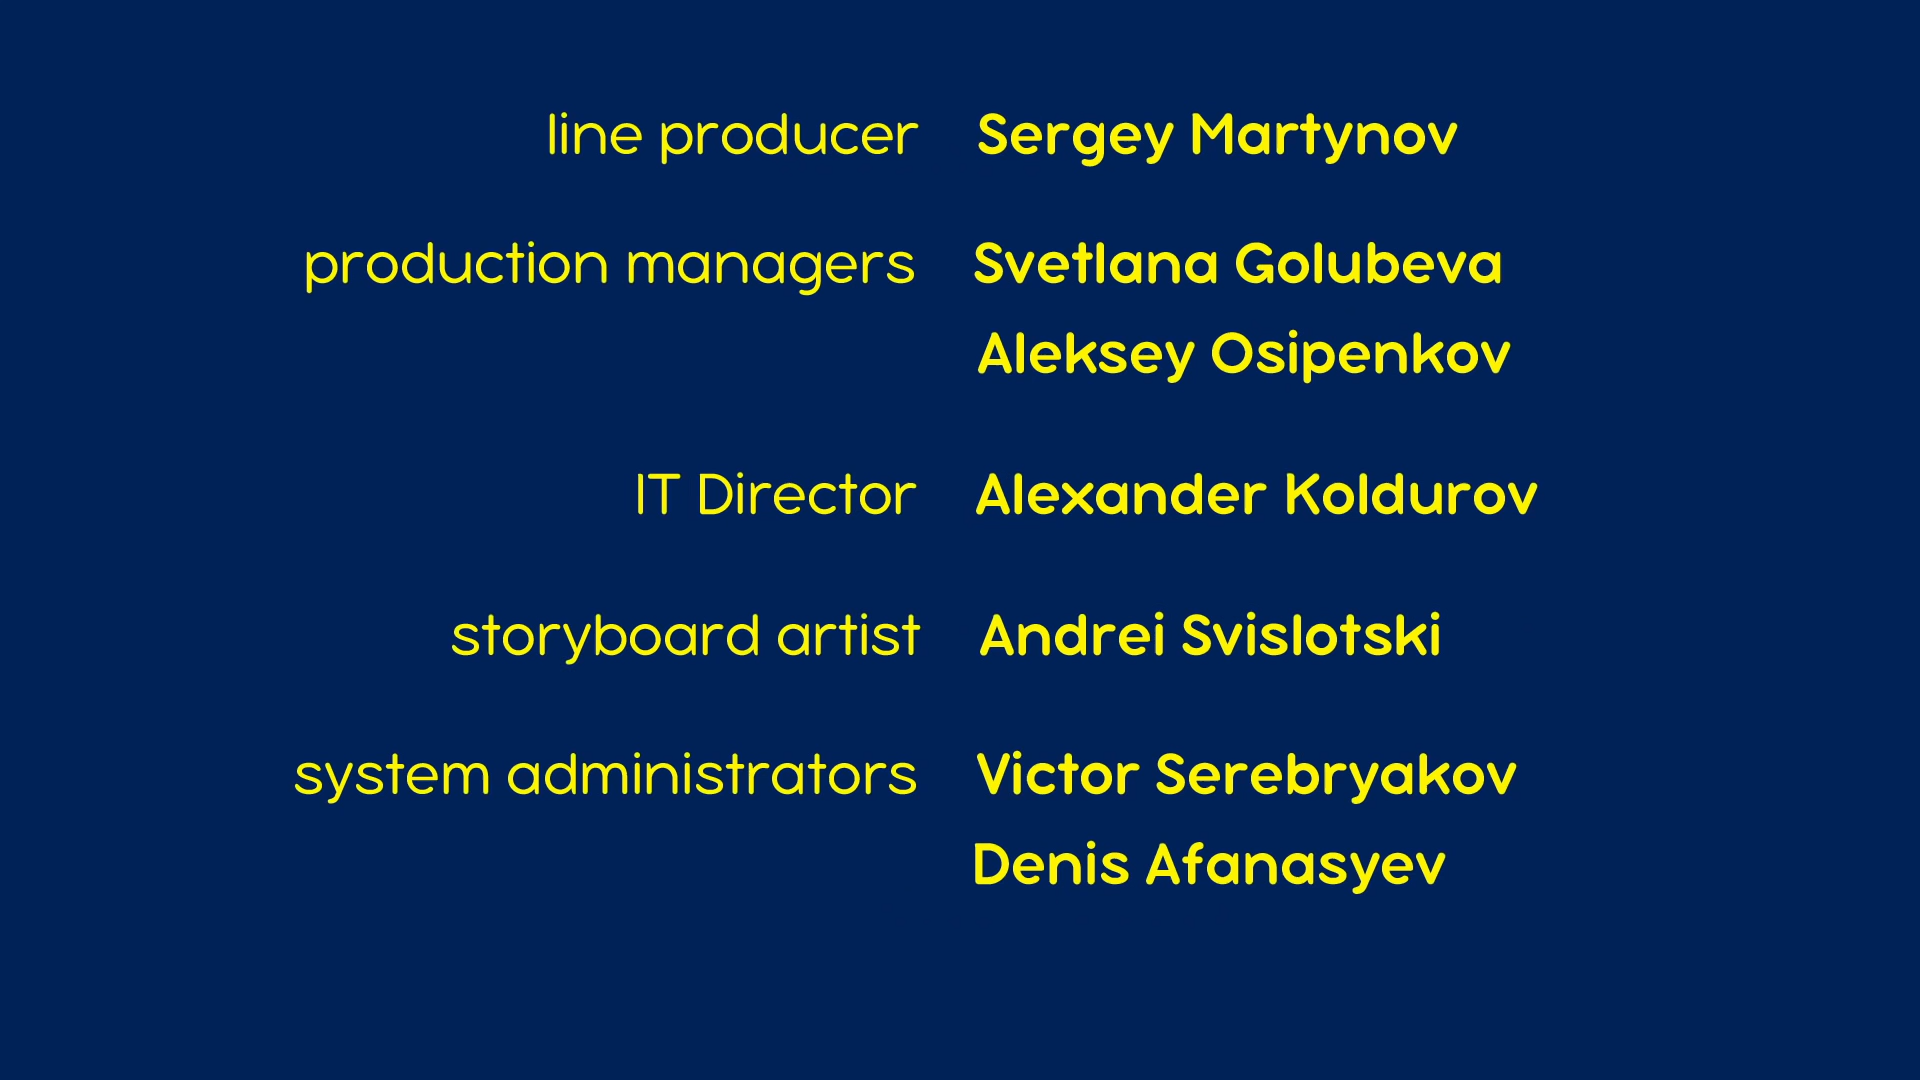 line producer Sergey Martynov
production managers Svetlana Golubeva
Aleksey Osipenkov
IT Director Alexander Koldurov
storyboard artist Andrei Svislotski
system administrators Victor Serebryakov
Denis Afanasyev